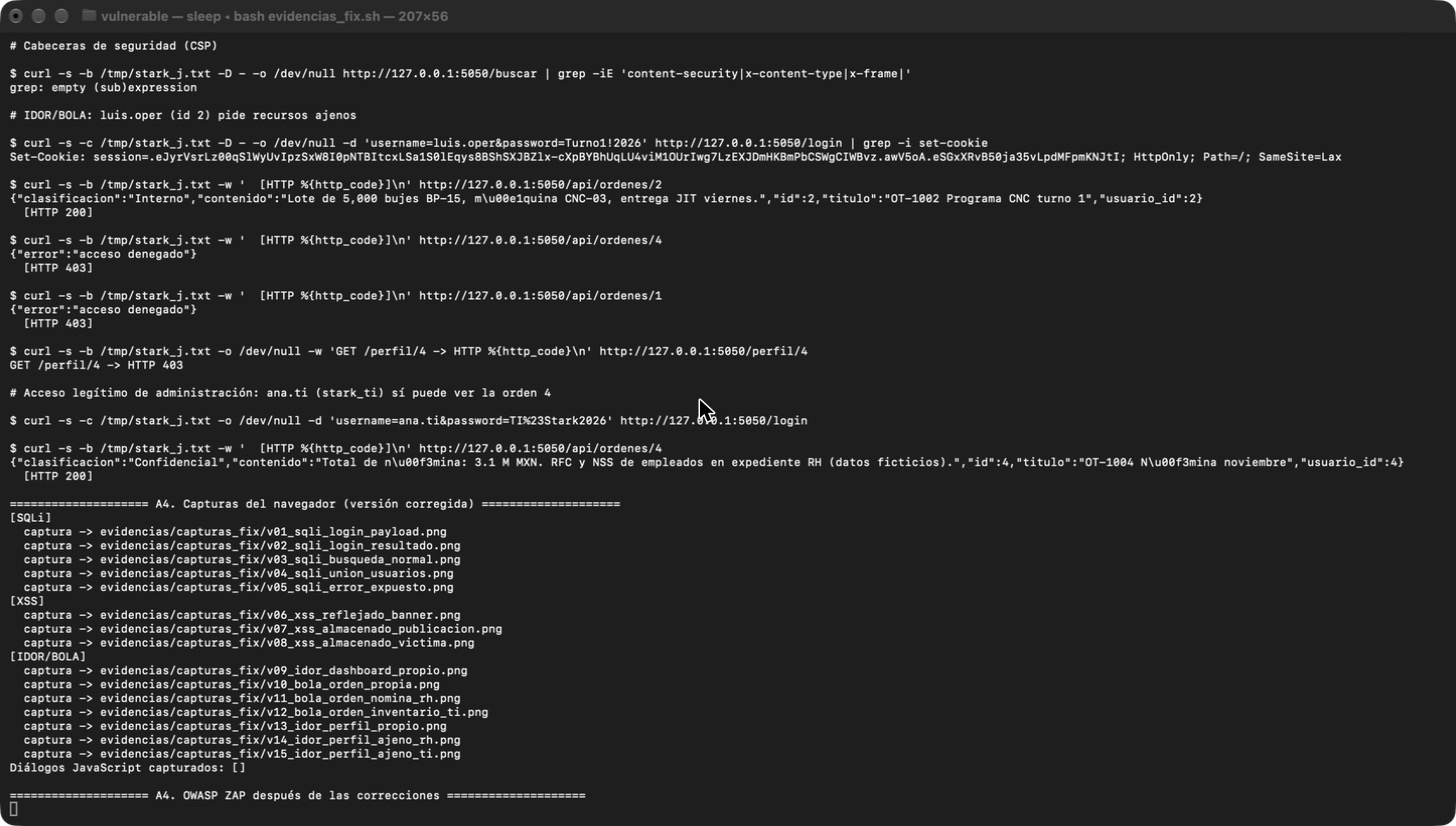 vulnerable — sleep ◂ bash evidencias_fix.sh — 207×56
# Cabeceras de seguridad (CSP)
$ curl -s -b /tmp/stark_j.txt -D - -o /dev/null http://127.0.0.1:5050/buscar | grep -iE 'content-security|x-content-type|x-frame|'
grep: empty (sub)expression
# IDOR/BOLA: luis.oper (id 2) pide recursos ajenos
$ curl -s -c /tmp/stark_j.txt -D - -o /dev/null -d 'username=luis.oper&password=Turno1!2026' http://127.0.0.1:5050/login | grep -i set-cookie
Set-Cookie: session=.eJyrVsrLz00qSlWyUvIpzSxW8I0pNTBItcxLSa1S0lEqys8BShSXJBZlx-cXpBYBhUqLU4viM1OUrIwg7LzEXJDmHKBmPbCSWgCIWBvz.awV5oA.eSGxXRvB50ja35vLpdMFpmKNJtI; HttpOnly; Path=/; SameSite=Lax
$ curl -s -b /tmp/stark_j.txt -w '  [HTTP %{http_code}]\n' http://127.0.0.1:5050/api/ordenes/2
{"clasificacion":"Interno","contenido":"Lote de 5,000 bujes BP-15, m\u00e1quina CNC-03, entrega JIT viernes.","id":2,"titulo":"OT-1002 Programa CNC turno 1","usuario_id":2}
[HTTP 200]
$ curl -s -b /tmp/stark_j.txt -w '  [HTTP %{http_code}]\n' http://127.0.0.1:5050/api/ordenes/4
{"error":"acceso denegado"}
[HTTP 403]
$ curl -s -b /tmp/stark_j.txt -w '  [HTTP %{http_code}]\n' http://127.0.0.1:5050/api/ordenes/1
{"error":"acceso denegado"}
[HTTP 403]
$ curl -s -b /tmp/stark_j.txt -o /dev/null -w 'GET /perfil/4 -> HTTP %{http_code}\n' http://127.0.0.1:5050/perfil/4
GET /perfil/4 -> HTTP 403
# Acceso legítimo de administración: ana.ti (stark_ti) sí puede ver la orden 4
$ curl -s -c /tmp/stark_j.txt -o /dev/null -d 'username=ana.ti&password=TI%23Stark2026' http://127.0.0.1:5050/login
$ curl -s -b /tmp/stark_j.txt -w '  [HTTP %{http_code}]\n' http://127.0.0.1:5050/api/ordenes/4
{"clasificacion":"Confidencial","contenido":"Total de n\u00f3mina: 3.1 M MXN. RFC y NSS de empleados en expediente RH (datos ficticios).","id":4,"titulo":"OT-1004 N\u00f3mina noviembre","usuario_id":4}
[HTTP 200]
==================== A4. Capturas del navegador (versión corregida) ====================
[SQLi]
captura -> evidencias/capturas_fix/v01_sqli_login_payload.png
captura -> evidencias/capturas_fix/v02_sqli_login_resultado.png
captura -> evidencias/capturas_fix/v03_sqli_busqueda_normal.png
captura -> evidencias/capturas_fix/v04_sqli_union_usuarios.png
captura -> evidencias/capturas_fix/v05_sqli_error_expuesto.png
[XSS]
captura -> evidencias/capturas_fix/v06_xss_reflejado_banner.png
captura -> evidencias/capturas_fix/v07_xss_almacenado_publicacion.png
captura -> evidencias/capturas_fix/v08_xss_almacenado_victima.png
[IDOR/BOLA]
captura -> evidencias/capturas_fix/v09_idor_dashboard_propio.png
captura -> evidencias/capturas_fix/v10_bola_orden_propia.png
captura -> evidencias/capturas_fix/v11_bola_orden_nomina_rh.png
captura -> evidencias/capturas_fix/v12_bola_orden_inventario_ti.png
captura -> evidencias/capturas_fix/v13_idor_perfil_propio.png
captura -> evidencias/capturas_fix/v14_idor_perfil_ajeno_rh.png
captura -> evidencias/capturas_fix/v15_idor_perfil_ajeno_ti.png
Diálogos JavaScript capturados: []
==================== A4. OWASP ZAP después de las correcciones ====================